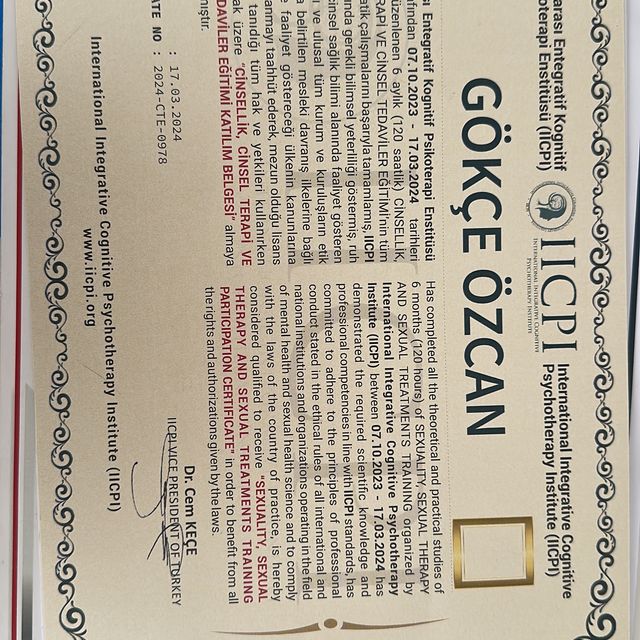 arası Entegratif Kognitif
oterapi Enstitüsü (IICPI)
IICPI
INTERNATIONAL INTEGRATIVE COGNITIVE
PSYCHOTHERAPY INSTITUTE
International Integrative Cognitive
Psychotherapy Institute (IICPI)
GÖKÇE ÖZCAN
ı Entegratif Kognitif Psikoterapi Enstitüsü
afından 07.10.2023 - 17.03.2024 tarihleri
üzenlenen 6 aylık (120 saatlik) CİNSELLİK,
RAPİ VE CİNSEL TEDAVİLER EĞİTİMİ'nin tüm
atik çalışmalarını başarıyla tamamlamış, IICPI
nda gerekli bilimsel yeterliliği göstermiş, ruh
cinsel sağlık bilimi alanında faaliyet gösteren
ı ve ulusal tüm kurum ve kuruluşların etik
a belirtilen mesleki davranış ilkelerine bağlı
e faaliyet göstereceği ülkenin kanunlarına
anmayı taahhüt ederek, mezun olduğu lisans
tanıdığı tüm hak ve yetkileri kullanırken
ak üzere "CİNSELLİK, CİNSEL TERAPİ VE
DAVİLER EĞİTİMİ KATILIM BELGESİ" almaya
mıştır.
Has completed all the theoretical and practical studies of
6 months (120 hours) of SEXUALITY, SEXUAL THERAPY
AND SEXUAL TREATMENTS TRAINING organized by
International Integrative Cognitive Psychotherapy
Institute (IICPI) between 07.10.2023 - 17.03.2024 has
demonstrated the required scientific knowledge and
professional competencies in line with IICPI standards, has
committed to adhere to the principles of professional
conduct stated in the ethical rules of all international and
national institutions and organizations operating in the field
of mental health and sexual health science and to comply
with the laws of the country of practice, is hereby
considered qualified to receive "SEXUALITY, SEXUAL
THERAPY AND SEXUAL TREATMENTS TRAINING
PARTICIPATION CERTIFICATE" in order to benefit from all
the rights and authorizations given by the laws.
: 17.03.2024
ATE NO : 2024-CTE-0978
Dr. Cem KEÇE
IICPI VICE PRESIDENT OF TÜRKEY
International Integrative Cognitive Psychotherapy Institute (IICPI)
www.iicpi.org